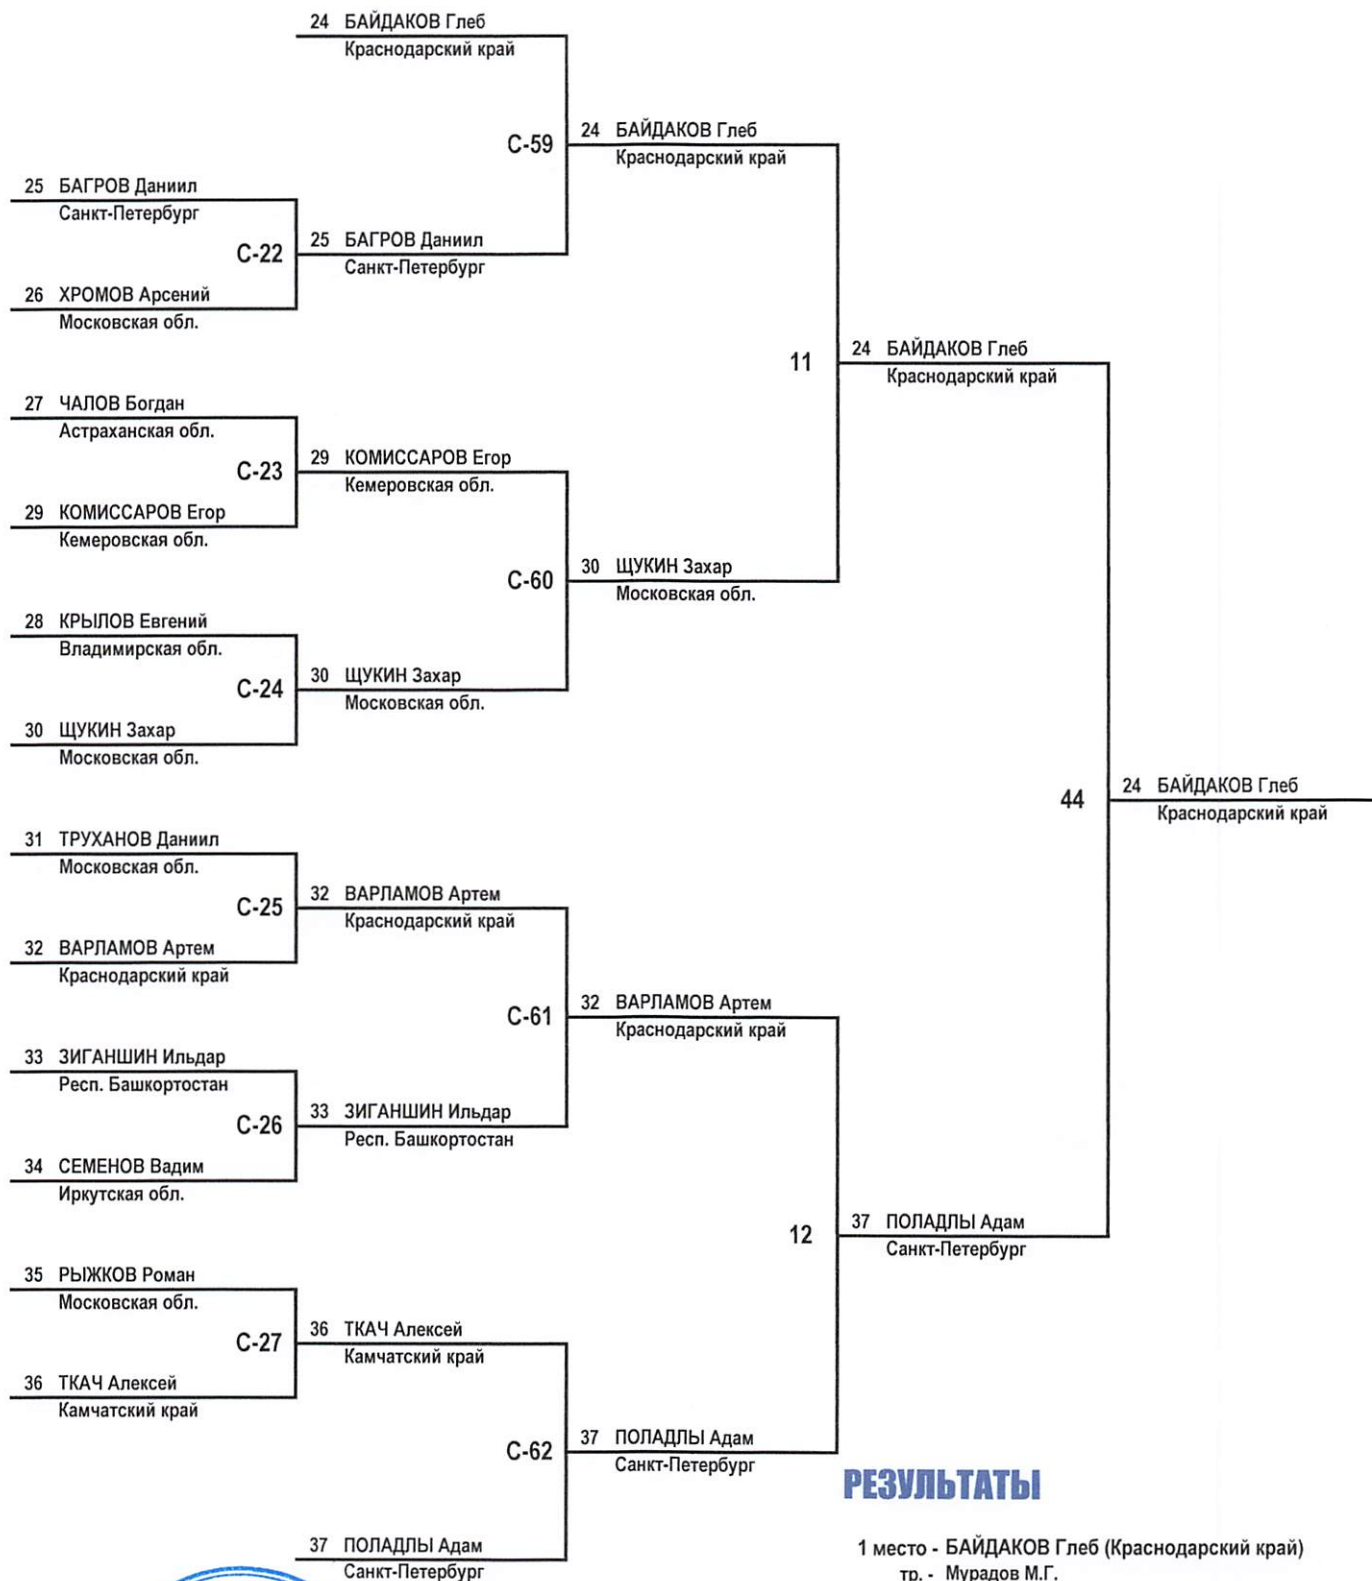 24 БАЙДАКОВ Глеб
Краснодарский край
С-59
24 БАЙДАКОВ Глеб
Краснодарский край
25 БАГРОВ Даниил
Санкт-Петербург
С-22
25 БАГРОВ Даниил
Санкт-Петербург
26 ХРОМОВ Арсений
Московская обл.
11
24 БАЙДАКОВ Глеб
Краснодарский край
27 ЧАЛОВ Богдан
Астраханская обл.
С-23
29 КОМИССАРОВ Егор
Кемеровская обл.
29 КОМИССАРОВ Егор
Кемеровская обл.
С-60
30 ЩУКИН Захар
Московская обл.
28 КРЫЛОВ Евгений
Владимирская обл.
С-24
30 ЩУКИН Захар
Московская обл.
30 ЩУКИН Захар
Московская обл.
44
24 БАЙДАКОВ Глеб
Краснодарский край
31 ТРУХАНОВ Даниил
Московская обл.
С-25
32 ВАРЛАМОВ Артем
Краснодарский край
32 ВАРЛАМОВ Артем
Краснодарский край
С-61
32 ВАРЛАМОВ Артем
Краснодарский край
33 ЗИГАНШИН Ильдар
Респ. Башкортостан
С-26
33 ЗИГАНШИН Ильдар
Респ. Башкортостан
34 СЕМЕНОВ Вадим
Иркутская обл.
12
37 ПОЛАДЛЫ Адам
Санкт-Петербург
35 РЫЖКОВ Роман
Московская обл.
С-27
36 ТКАЧ Алексей
Камчатский край
36 ТКАЧ Алексей
Камчатский край
С-62
37 ПОЛАДЛЫ Адам
Санкт-Петербург
37 ПОЛАДЛЫ Адам
Санкт-Петербург
РЕЗУЛЬТАТЫ
1 место - БАЙДАКОВ Глеб (Краснодарский край)
тр. - Мурадов М.Г.